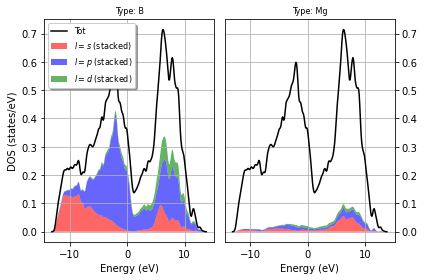 Type: B
Type: Mg
Tot
l = s (stacked)
l = p (stacked)
l = d (stacked)
DOS (states/eV)
0.7
0.6
0.5
0.4
0.3
0.2
0.1
0.0
0.7
0.6
0.5
0.4
0.3
0.2
0.1
0.0
−10
0
10
−10
0
10
Energy (eV)
Energy (eV)